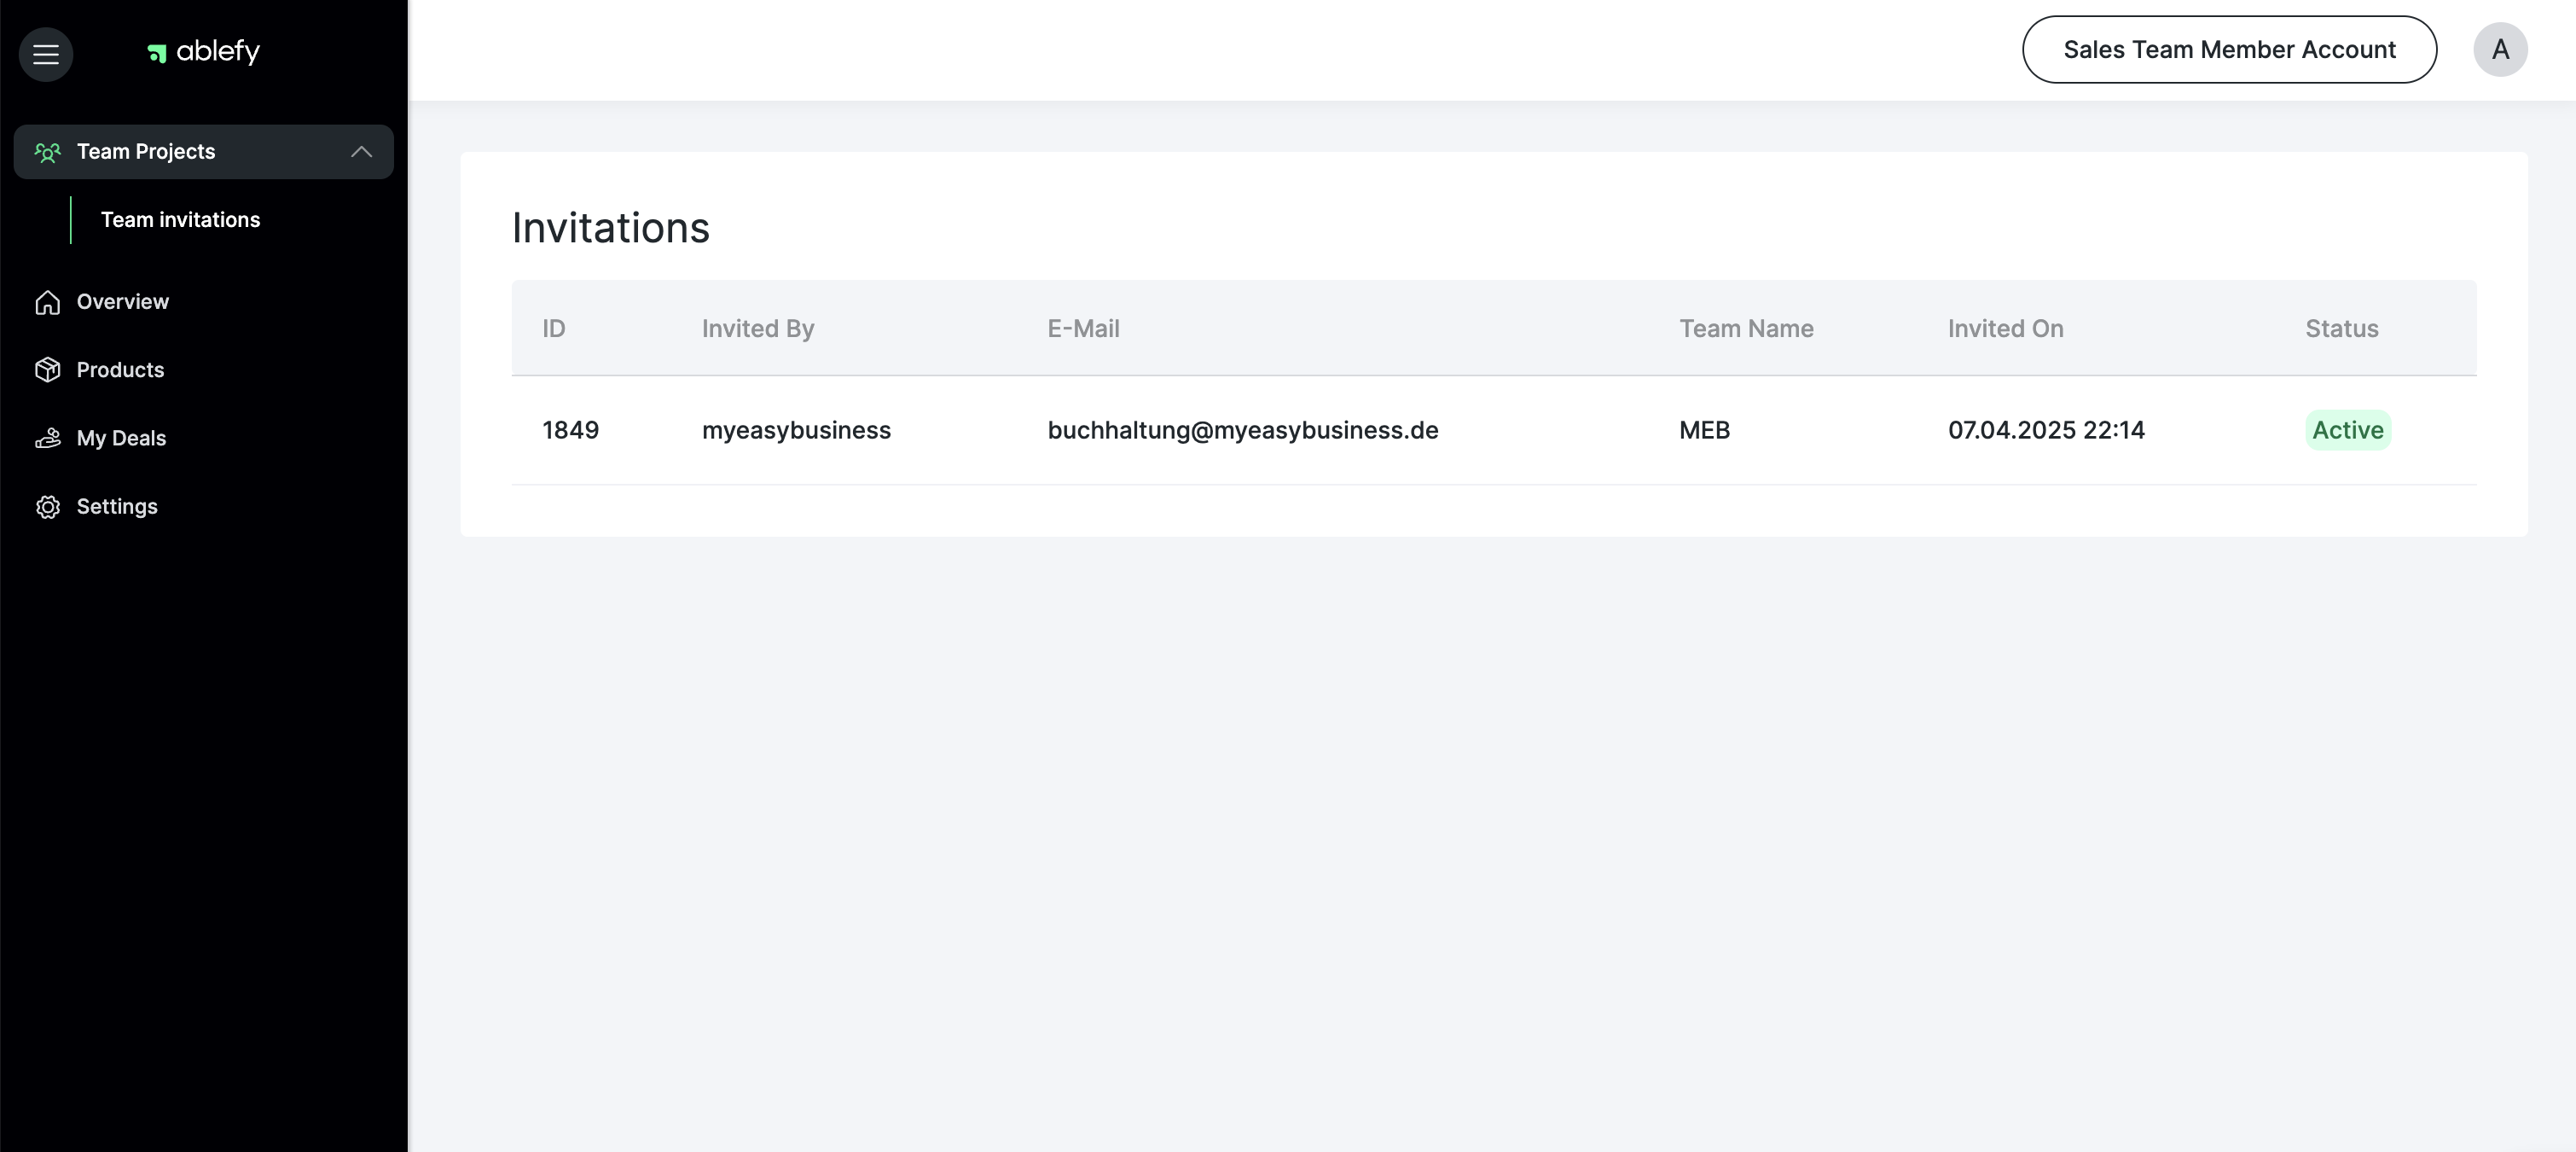 ablefy
Sales Team Member Account
A
Team Projects
Team invitations
Overview
Products
My Deals
Settings
Invitations
ID Invited By E-Mail Team Name Invited On Status
1849 myeasybusiness buchhaltung@myeasybusiness.de MEB 07.04.2025 22:14 Active